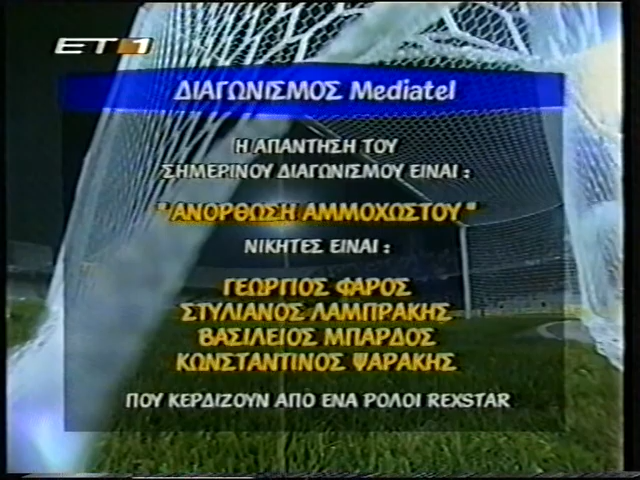 ΕΤ1
ΔΙΑΓΩΝΙΣΜΟΣ Mediatel
Η ΑΠΑΝΤΗΣΗ ΤΟΥ
ΣΗΜΕΡΙΝΟΥ ΔΙΑΓΩΝΙΣΜΟΥ ΕΙΝΑΙ :
"ΑΝΟΡΘΩΣΗ ΑΜΜΟΧΩΣΤΟΥ"
ΝΙΚΗΤΕΣ ΕΙΝΑΙ :
ΓΕΩΡΓΙΟΣ ΦΑΡΟΣ
ΣΤΥΛΙΑΝΟΣ ΛΑΜΠΡΑΚΗΣ
ΒΑΣΙΛΕΙΟΣ ΜΠΑΡΔΟΣ
ΚΩΝΣΤΑΝΤΙΝΟΣ ΨΑΡΑΚΗΣ
ΠΟΥ ΚΕΡΔΙΖΟΥΝ ΑΠΟ ΕΝΑ ΡΟΛΟΙ REXSTAR